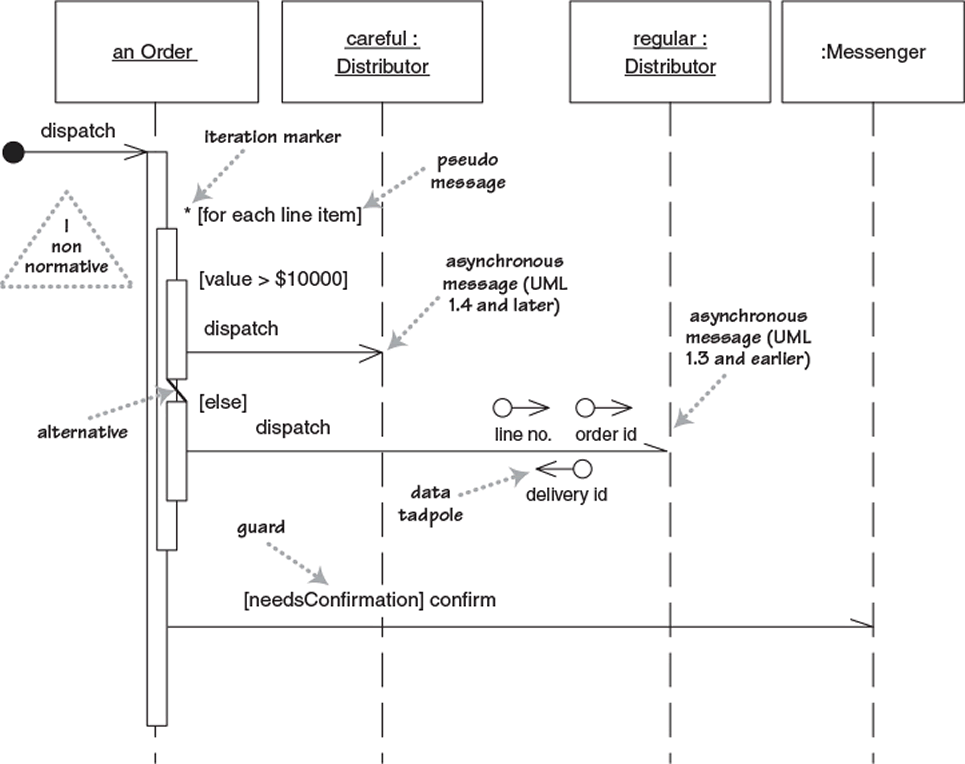 an Order
careful :
Distributor
regular :
Distributor
:Messenger
dispatch
iteration marker
pseudo
message
* [for each line item]
I
non
normative
[value > $10000]
asynchronous
message (UML
1.4 and later)
dispatch
asynchronous
message (UML
1.3 and earlier)
[else]
alternative
dispatch
line no.
order id
data
tadpole
delivery id
guard
[needsConfirmation] confirm